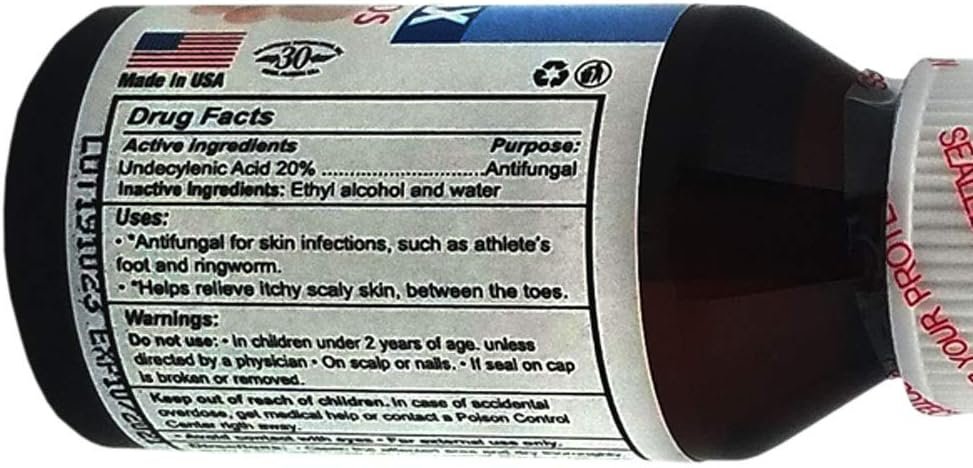 Made in USA
30
Drug Facts
Active ingredients Purpose:
Undecylenic Acid 20% ................................Antifungal
Inactive Ingredients: Ethyl alcohol and water
Uses:
• *Antifungal for skin infections, such as athlete's
foot and ringworm.
• *Helps relieve itchy scaly skin, between the toes.
Warnings:
Do not use: • In children under 2 years of age. unless
directed by a physician • On scalp or nails. • If seal on cap
is broken or removed.
Keep out of reach of children. In case of accidental
overdose, get medical help or contact a Poison Control
Center rigth away.
• Avoid contact with eyes • For external use only.
YOUR